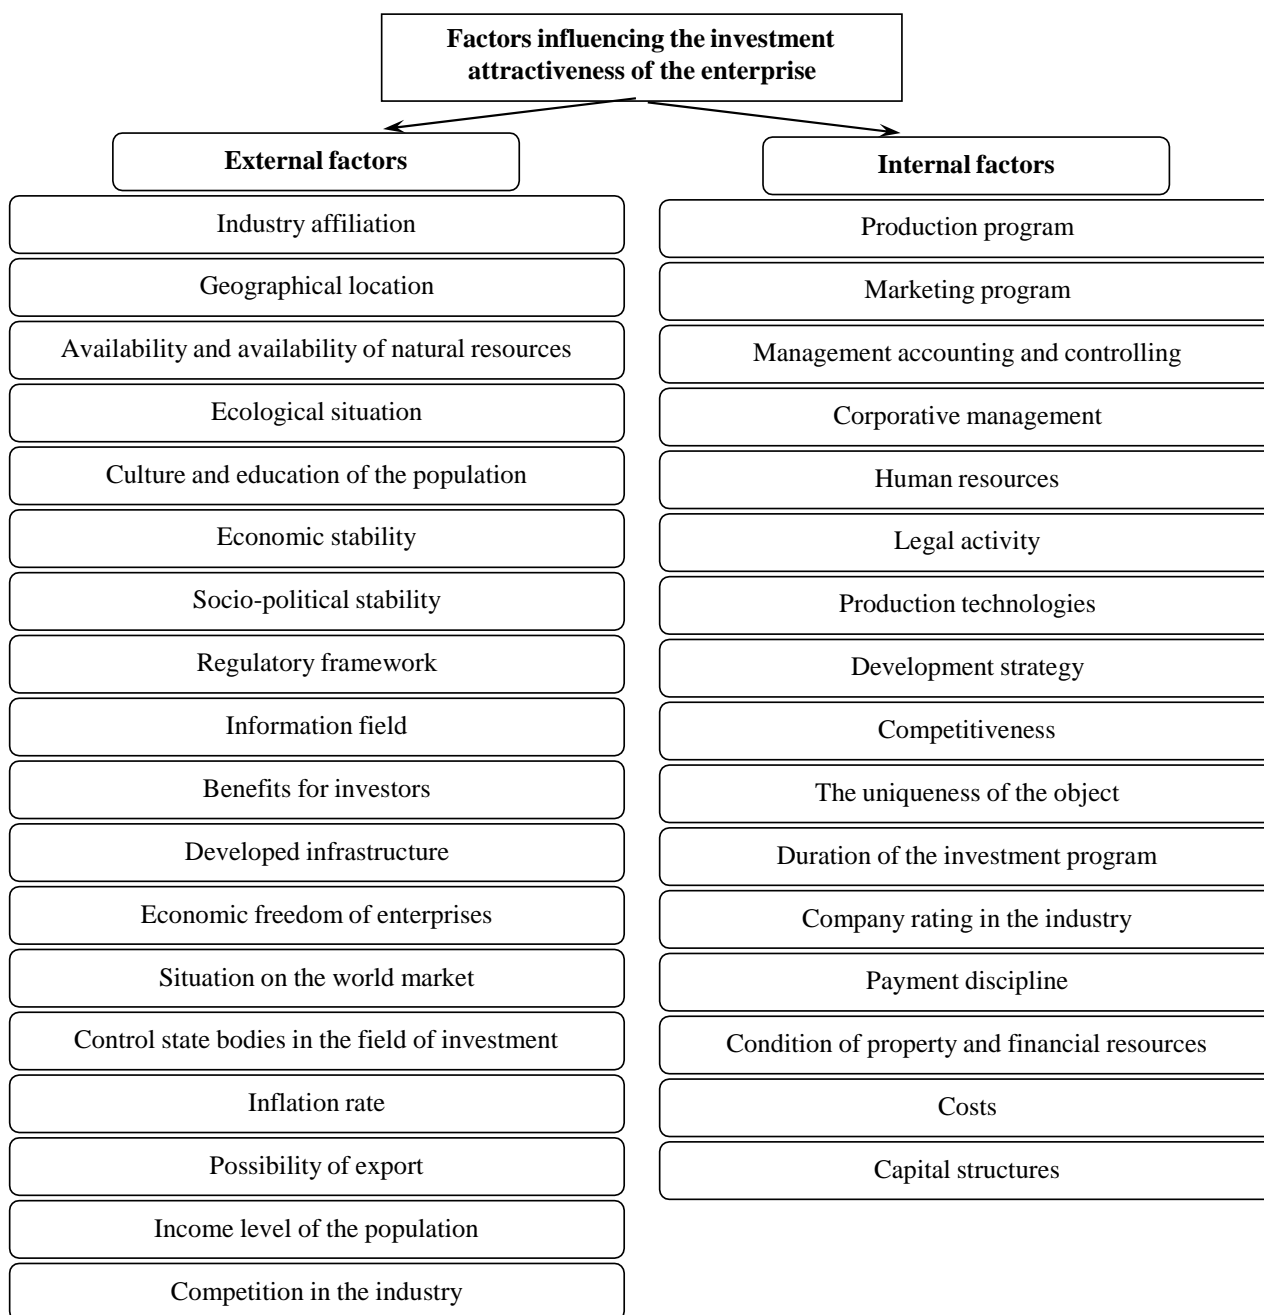 Factors influencing the investment
attractiveness of the enterprise
External factors
Industry affiliation
Geographical location
Availability and availability of natural resources
Ecological situation
Culture and education of the population
Economic stability
Socio-political stability
Regulatory framework
Information field
Benefits for investors
Developed infrastructure
Economic freedom of enterprises
Situation on the world market
Control state bodies in the field of investment
Inflation rate
Possibility of export
Income level of the population
Competition in the industry
Internal factors
Production program
Marketing program
Management accounting and controlling
Corporative management
Human resources
Legal activity
Production technologies
Development strategy
Competitiveness
The uniqueness of the object
Duration of the investment program
Company rating in the industry
Payment discipline
Condition of property and financial resources
Costs
Capital structures